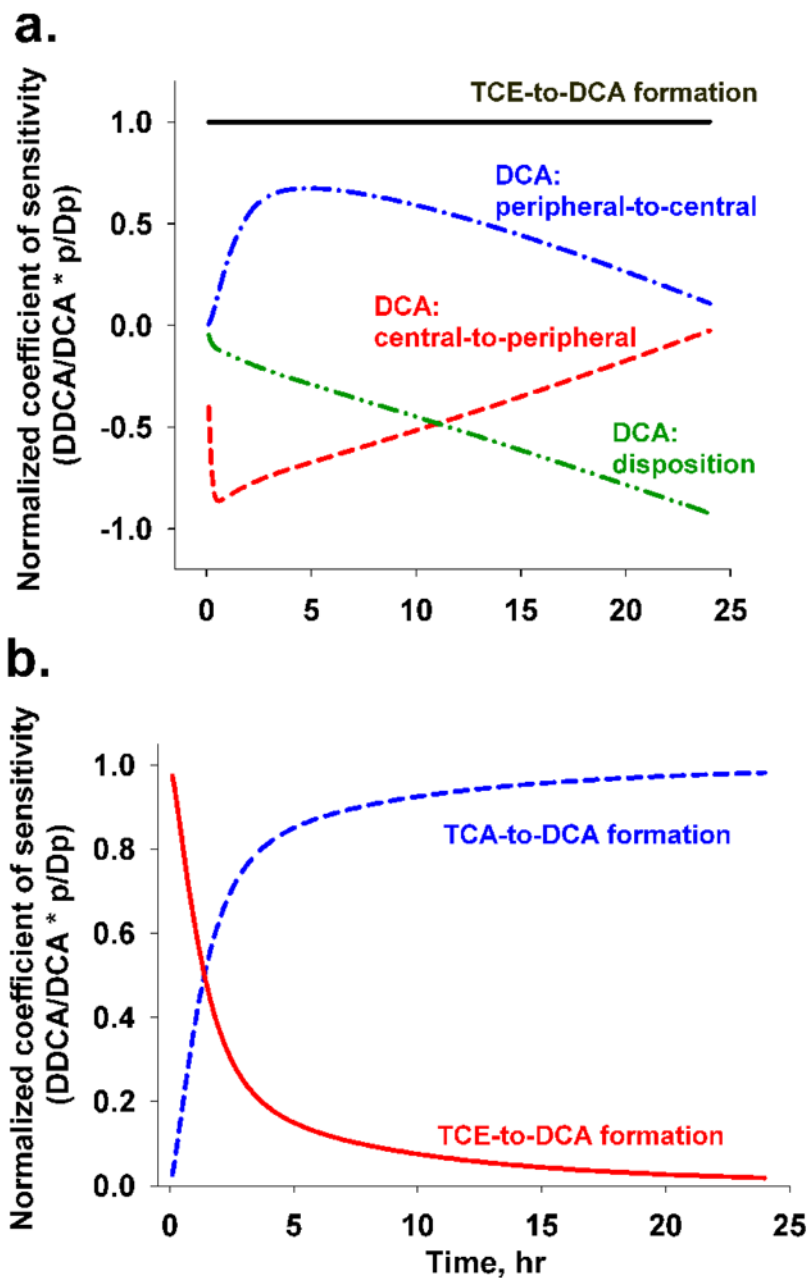 a.
Normalized coefficient of sensitivity
(DDCA/DCA * p/Dp)
1.0
0.5
0.0
-0.5
-1.0
TCE-to-DCA formation
DCA:
peripheral-to-central
DCA:
central-to-peripheral
DCA:
disposition
0 5 10 15 20 25
b.
Normalized coefficient of sensitivity
(DDCA/DCA * p/Dp)
1.0
0.8
0.6
0.4
0.2
0.0
TCA-to-DCA formation
TCE-to-DCA formation
0 5 10 15 20 25
Time, hr